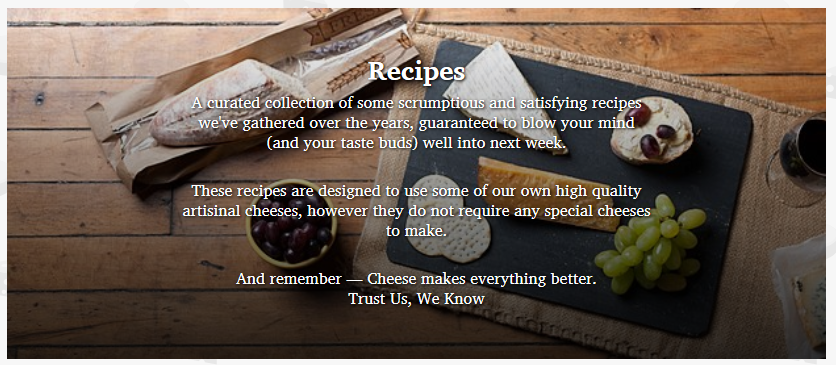 Recipes
A curated collection of some scrumptious and satisfying recipes
we've gathered over the years, guaranteed to blow your mind
(and your taste buds) well into next week.
These recipes are designed to use some of our own high quality
artisinal cheeses, however they do not require any special cheeses
to make.
And remember — Cheese makes everything better.
Trust Us, We Know